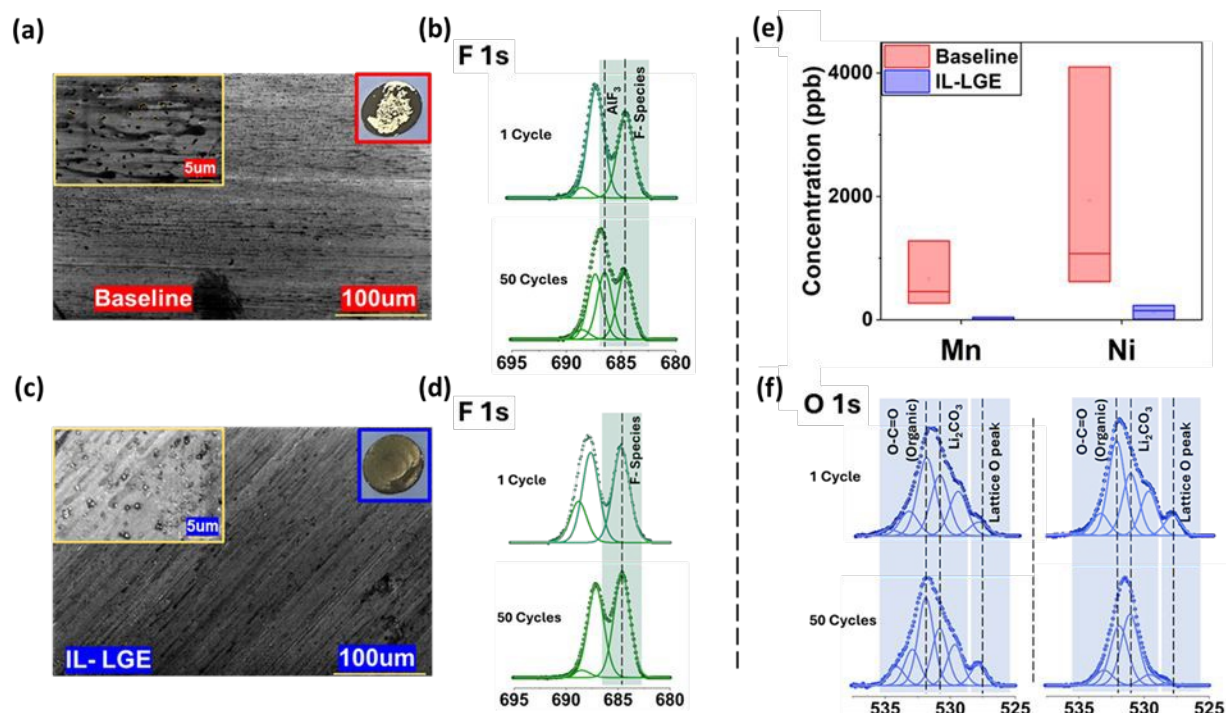 (a)
5um
Baseline
100um
(b)
F 1s
AlF₃
F- Species
1 Cycle
50 Cycles
695 690 685 680
(c)
5um
IL- LGE
100um
(d)
F 1s
F- Species
1 Cycle
50 Cycles
695 690 685 680
(e)
Concentration (ppb)
4000
2000
0
Baseline
IL-LGE
Mn Ni
(f)
O 1s
O-C=O
(Organic)
Li₂CO₃
Lattice O peak
O-C=O
(Organic)
Li₂CO₃
Lattice O peak
1 Cycle
50 Cycles
535 530 525
535 530 525